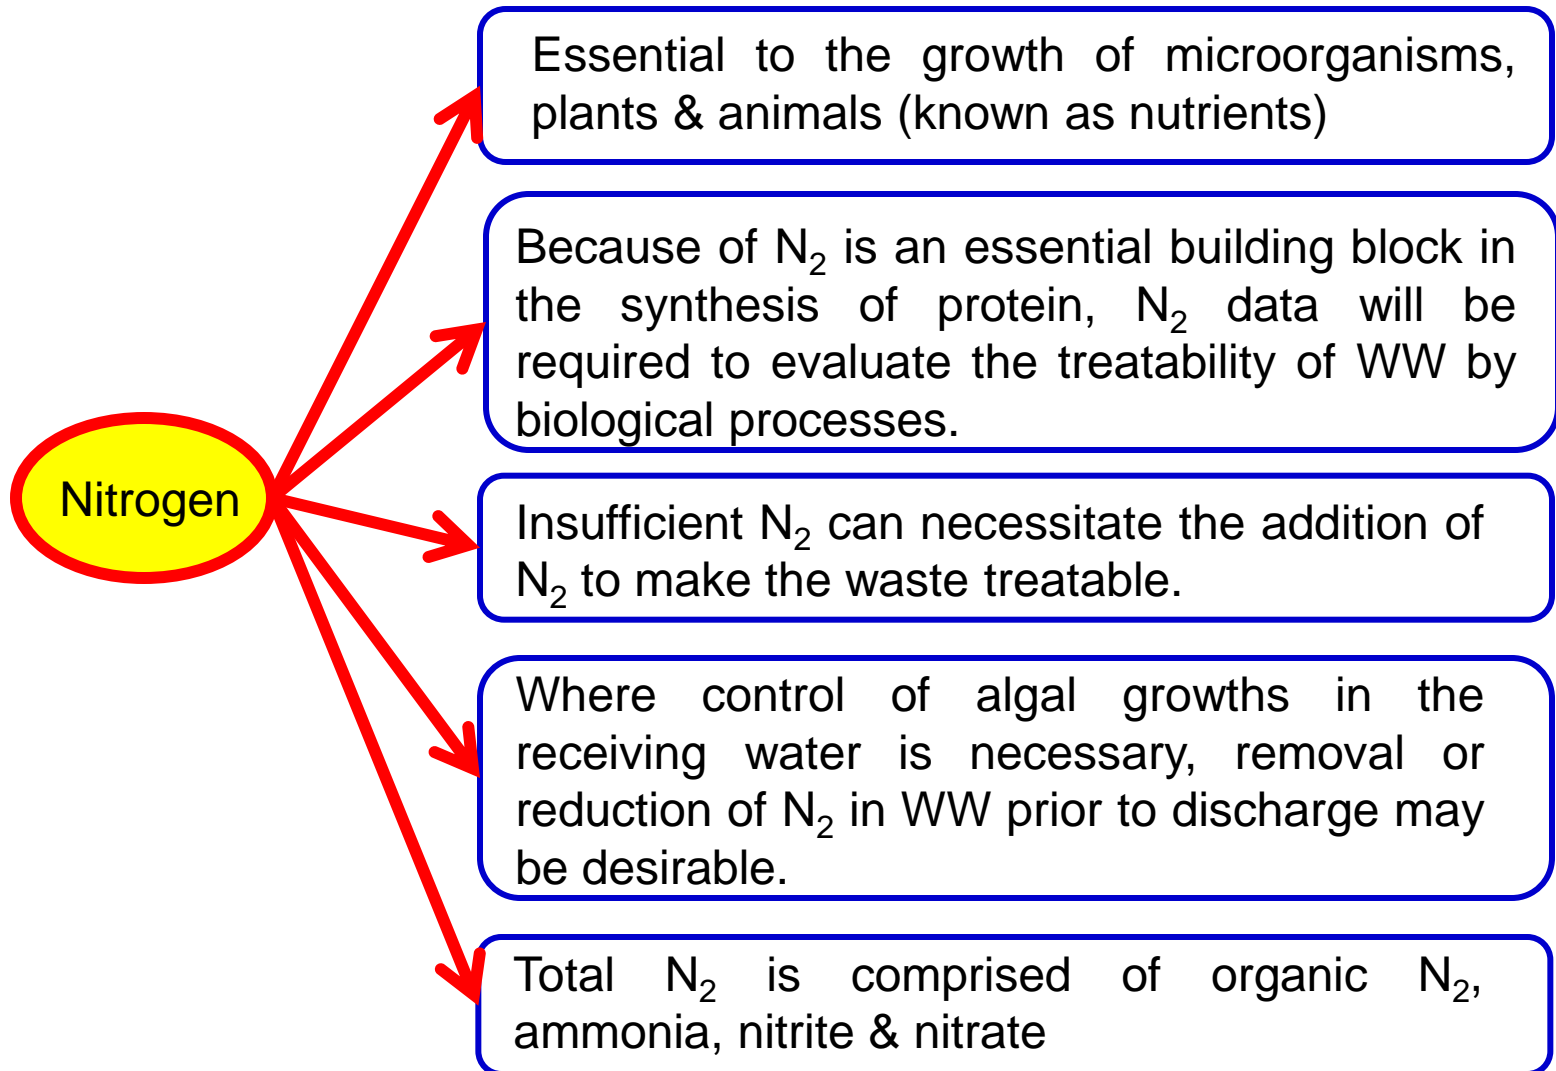 Essential to the growth of microorganisms,
plants & animals (known as nutrients)
Because of N₂ is an essential building block in
the synthesis of protein, N₂ data will be
required to evaluate the treatability of WW by
biological processes.
Nitrogen
Insufficient N₂ can necessitate the addition of
N₂ to make the waste treatable.
Where control of algal growths in the
receiving water is necessary, removal or
reduction of N₂ in WW prior to discharge may
be desirable.
Total N₂ is comprised of organic N₂,
ammonia, nitrite & nitrate